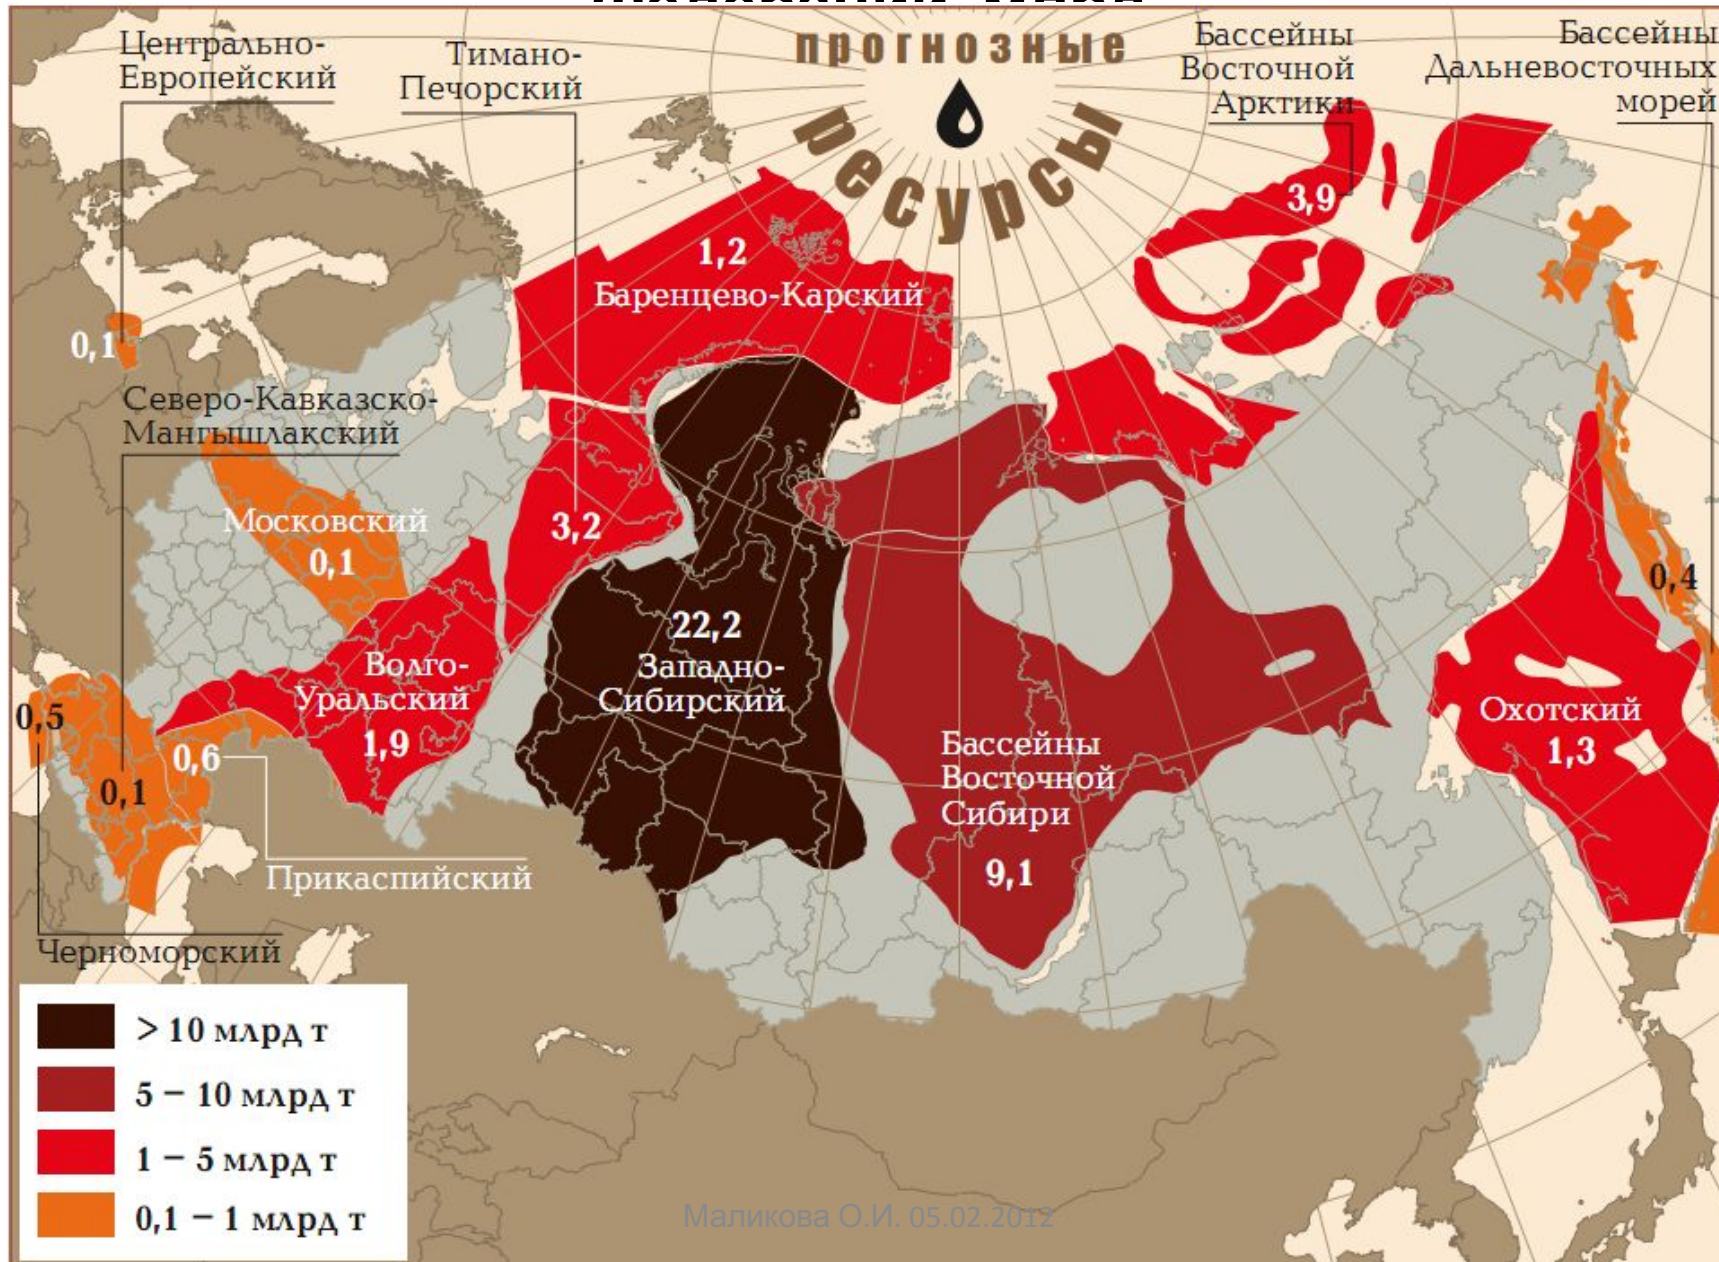 прогнозные
ресурсы
Центрально-
Европейский
Тимано-
Печорский
Бассейны
Восточной
Арктики
Бассейны
Дальневосточных
морей
3,9
1,2
Баренцево-Карский
0,1
Северо-Кавказско-
Мангышлакский
Московский
0,1
3,2
0,4
22,2
Западно-
Сибирский
Волго-
Уральский
1,9
0,5
0,6
0,1
Охотский
1,3
Бассейны
Восточной
Сибири
9,1
Прикаспийский
Черноморский
> 10 млрд т
5 – 10 млрд т
1 – 5 млрд т
0,1 – 1 млрд т
Маликова О.И. 05.02.2012